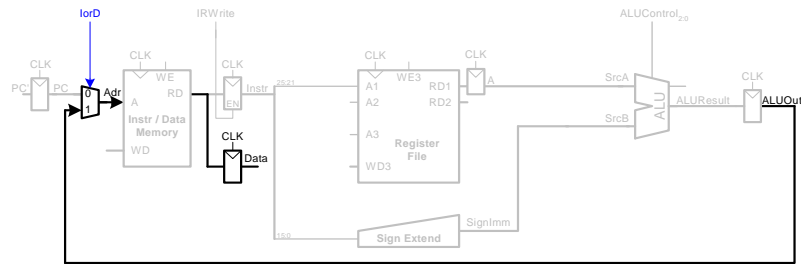 IorD
IRWrite
ALUControl2:0
CLK
CLK
CLK
CLK
CLK
CLK
PC'
PC
0
1
Adr
A
WE
RD
Instr / Data
Memory
WD
EN
Instr
25:21
A1
A2
A3
WD3
WE3
RD1
RD2
Register
File
A
SrcA
SrcB
ALU
ALUResult
ALUOut
CLK
Data
15:0
Sign Extend
SignImm